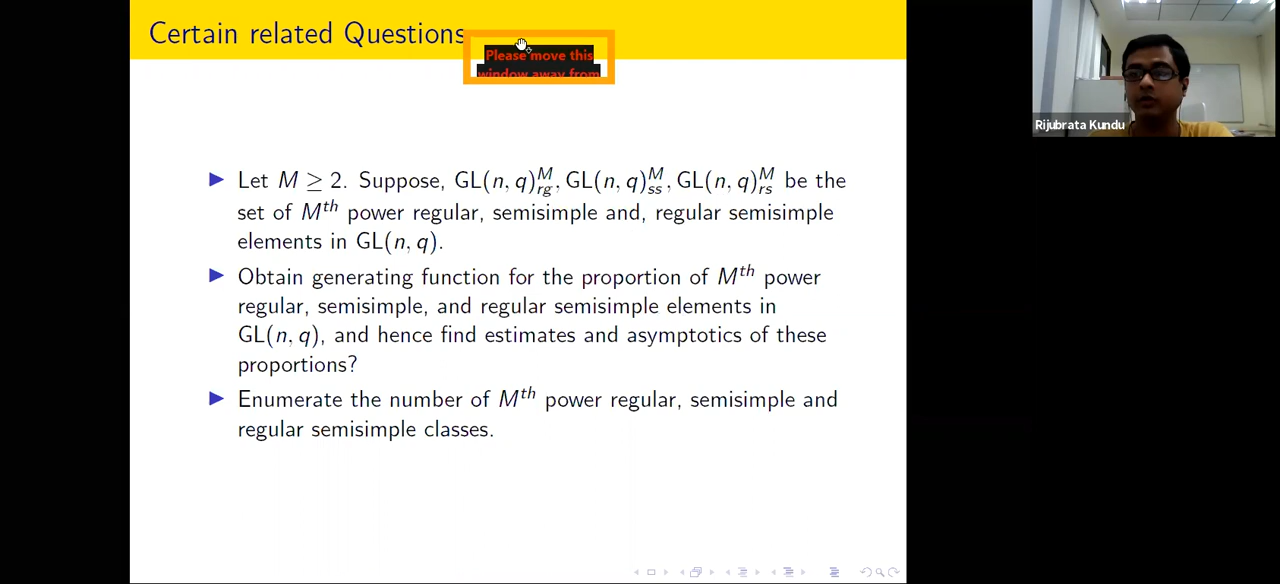 Certain related Questions
Please move this
window away from
Rijubrata Kundu
▶ Let M ≥ 2. Suppose, GL(n, q)^M_rg, GL(n, q)^M_ss, GL(n, q)^M_rs be the
set of M^th power regular, semisimple and, regular semisimple
elements in GL(n, q).
▶ Obtain generating function for the proportion of M^th power
regular, semisimple, and regular semisimple elements in
GL(n, q), and hence find estimates and asymptotics of these
proportions?
▶ Enumerate the number of M^th power regular, semisimple and
regular semisimple classes.